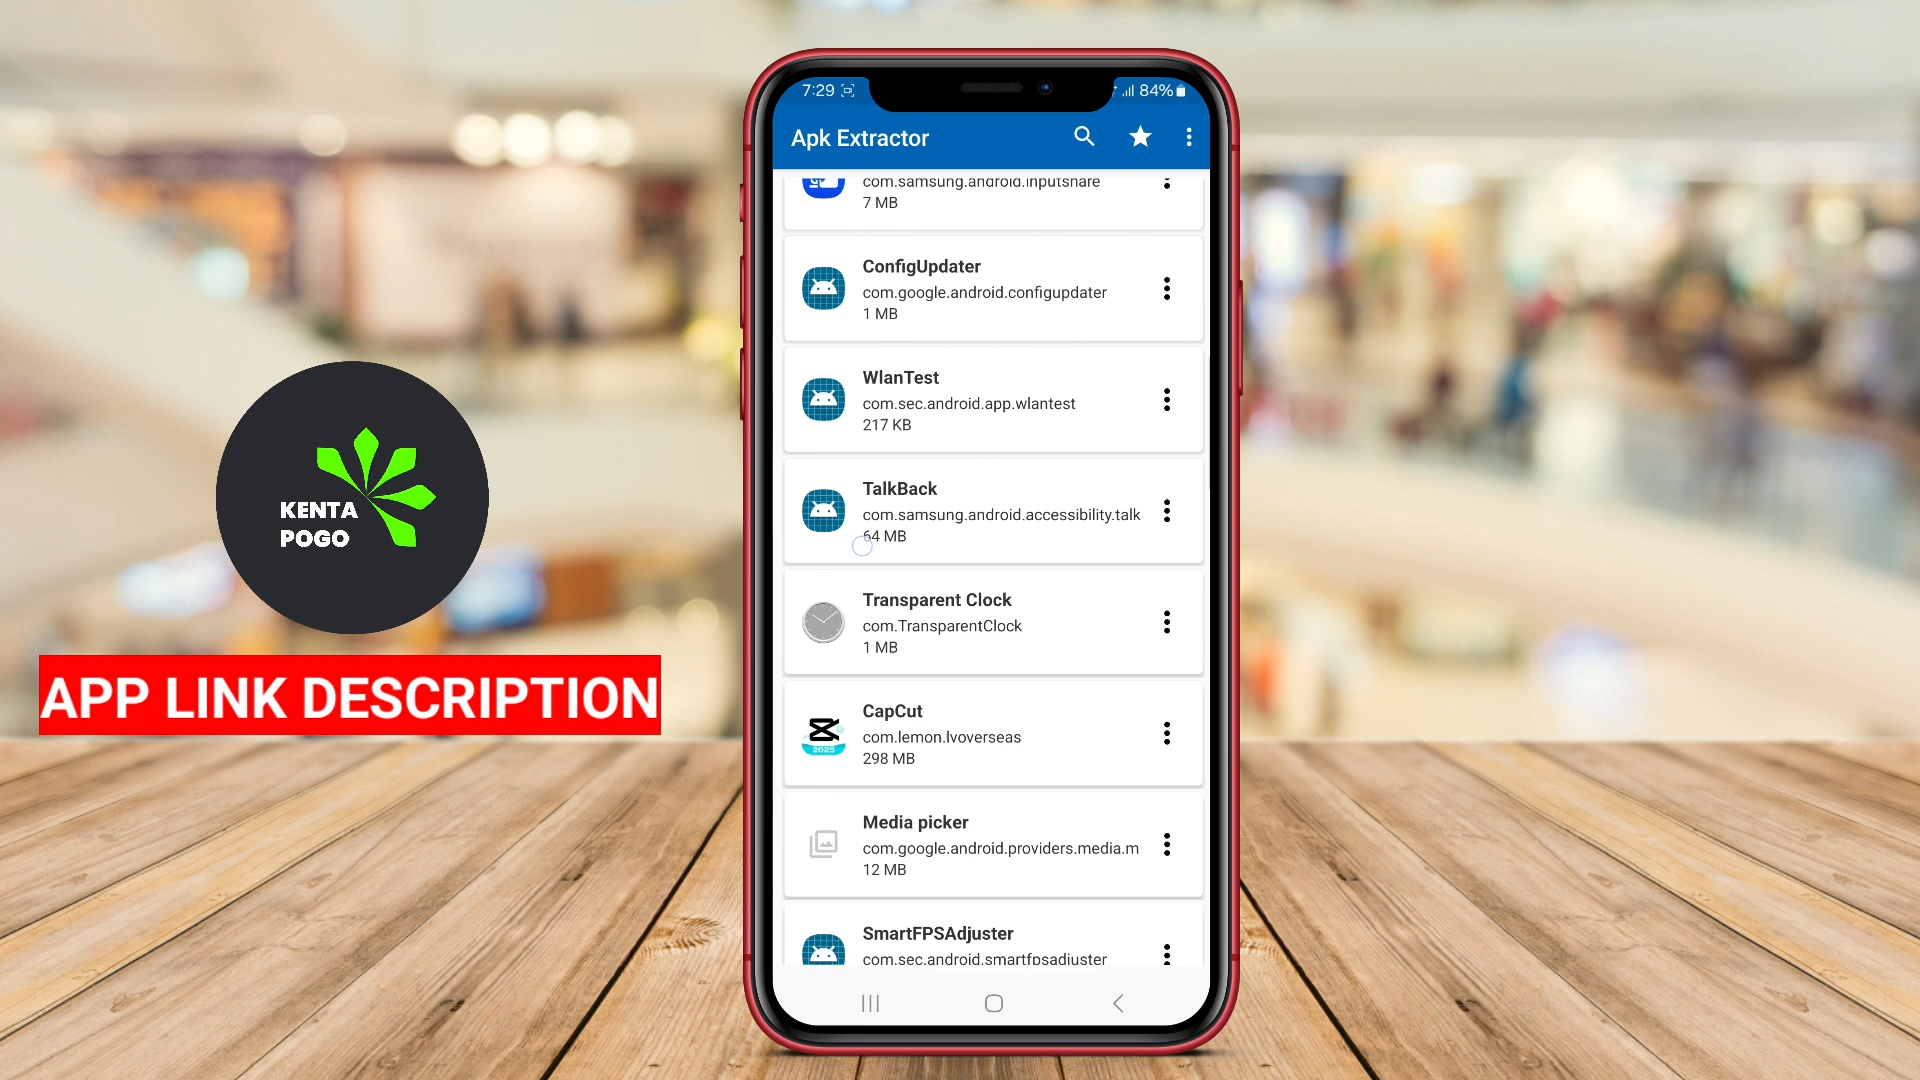 7:29
84%
Apk Extractor
com.samsung.android.inputshare
7 MB
ConfigUpdater
com.google.android.configupdater
1 MB
WlanTest
com.sec.android.app.wlantest
217 KB
TalkBack
com.samsung.android.accessibility.talk
64 MB
Transparent Clock
com.TransparentClock
1 MB
CapCut
com.lemon.lvoverseas
298 MB
2025
Media picker
com.google.android.providers.media.m
12 MB
SmartFPSAdjuster
com.sec.android.smartfpsadjuster
KENTA
POGO
APP LINK DESCRIPTION